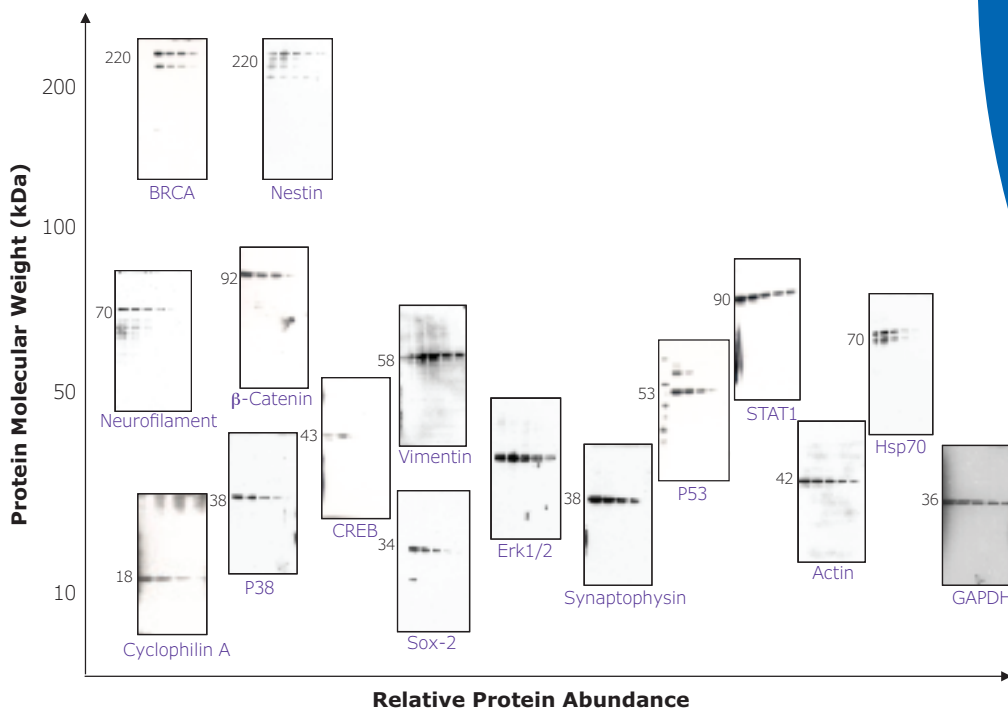 220
BRCA
220
Nestin
200
100
50
10
Protein Molecular Weight (kDa)
70
Neurofilament
92
β-Catenin
43
CREB
58
Vimentin
Erk1/2
38
Synaptophysin
53
P53
90
STAT1
42
Actin
70
Hsp70
36
GAPDH
18
Cyclophilin A
38
P38
34
Sox-2
Relative Protein Abundance